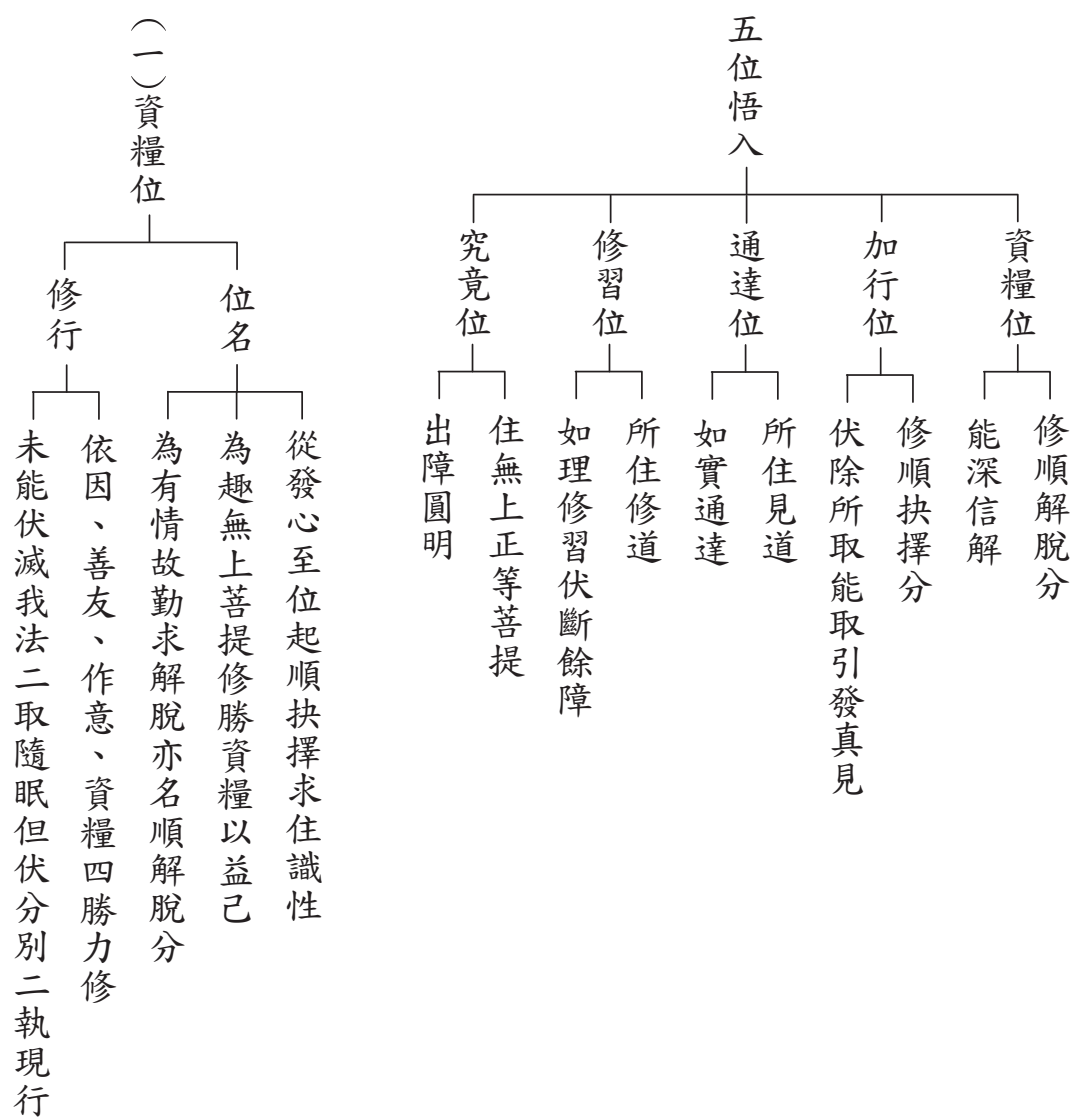 五位悟入
資糧位
修順解脫分
能深信解
加行位
修順抉擇分
伏除所取能取引發真見
通達位
所住見道
如實通達
修習位
所住修道
如理修習伏斷餘障
究竟位
住無上正等菩提
出障圓明
（一）資糧位
位名
從發心至位起順抉擇求住識性
為趣無上菩提修勝資糧以益己
為有情故勤求解脫亦名順解脫分
修行
依因、善友、作意、資糧四勝力修
未能伏滅我法二取隨眠但伏分別二執現行